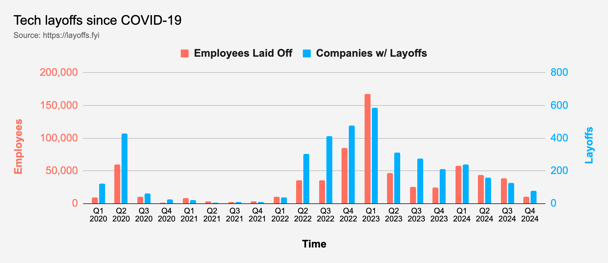 Tech layoffs since COVID-19
Source: https://layoffs.fyi
Employees Laid Off Companies w/ Layoffs
200,000 800
150,000 600
100,000 400
50,000 200
0 0
Employees
Layoffs
Q1 Q2 Q3 Q4 Q1 Q2 Q3 Q4 Q1 Q2 Q3 Q4 Q1 Q2 Q3 Q4 Q1 Q2 Q3 Q4
2020 2020 2020 2020 2021 2021 2021 2021 2022 2022 2022 2022 2023 2023 2023 2023 2024 2024 2024 2024
Time